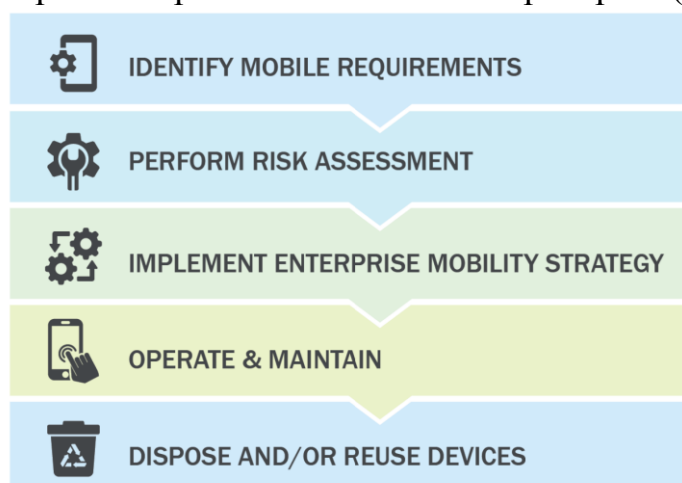 IDENTIFY MOBILE REQUIREMENTS
PERFORM RISK ASSESSMENT
IMPLEMENT ENTERPRISE MOBILITY STRATEGY
OPERATE & MAINTAIN
DISPOSE AND/OR REUSE DEVICES